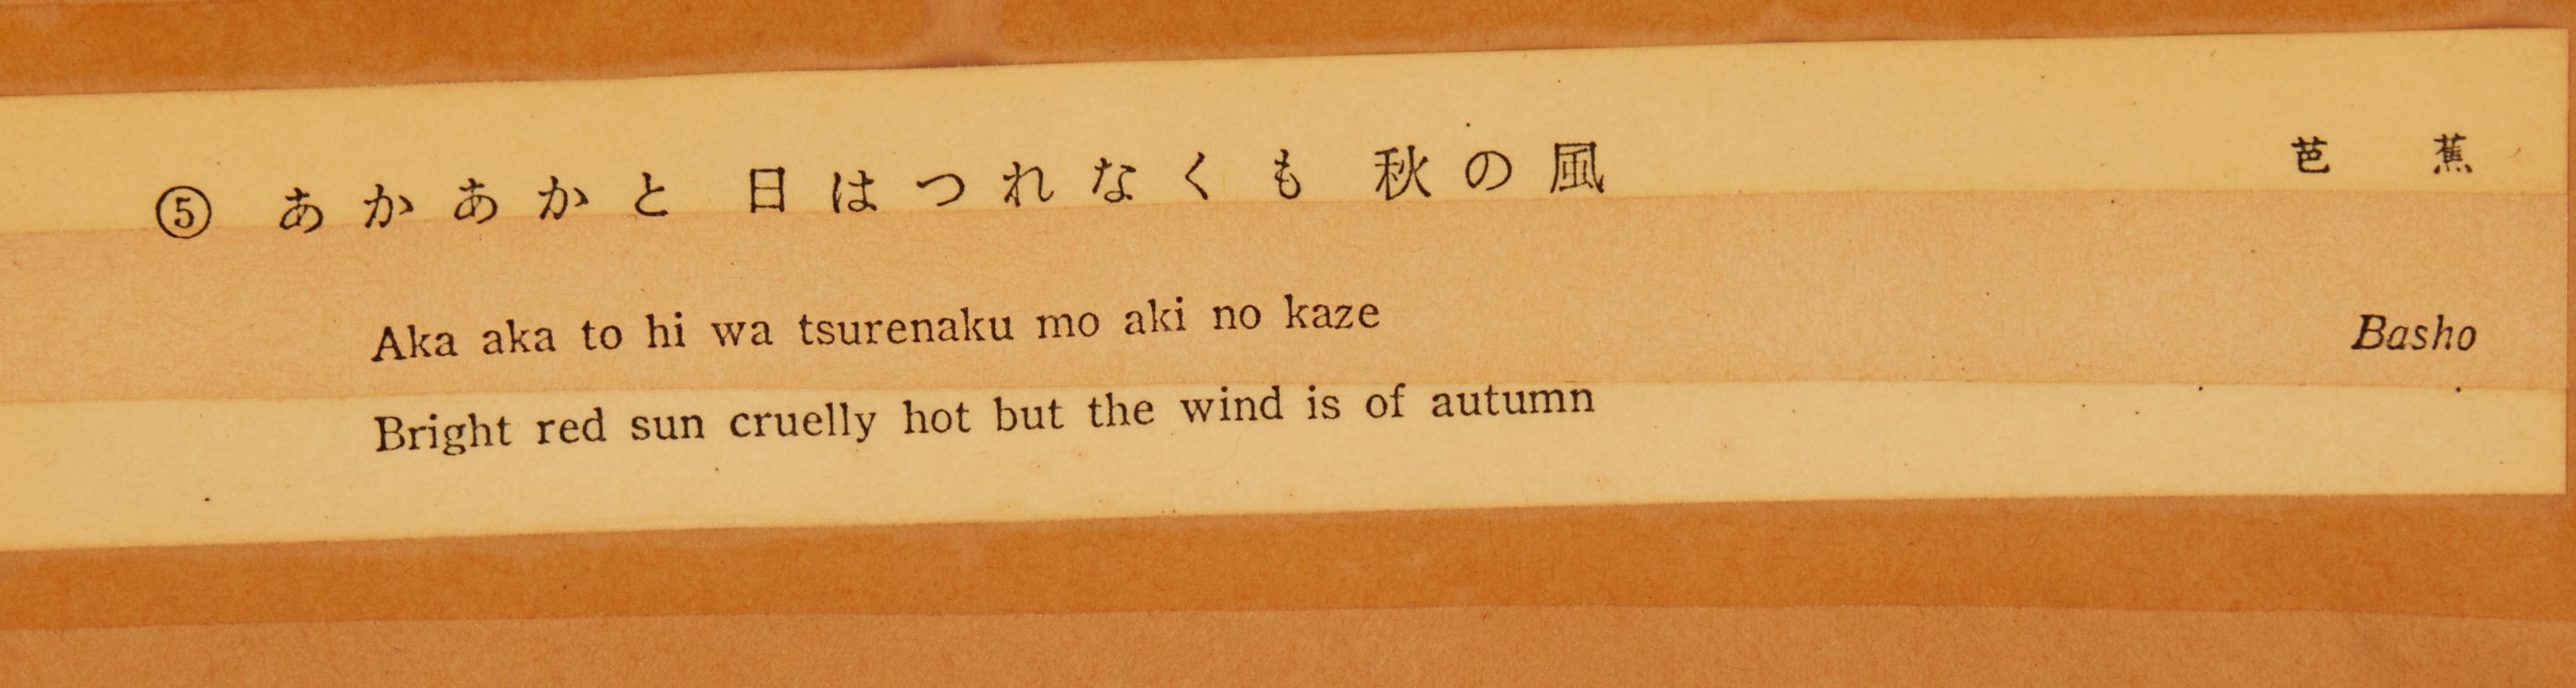 ⑤ あかあかと 日はつれなくも 秋の風 芭蕉
Aka aka to hi wa tsurenaku mo aki no kaze Basho
Bright red sun cruelly hot but the wind is of autumn